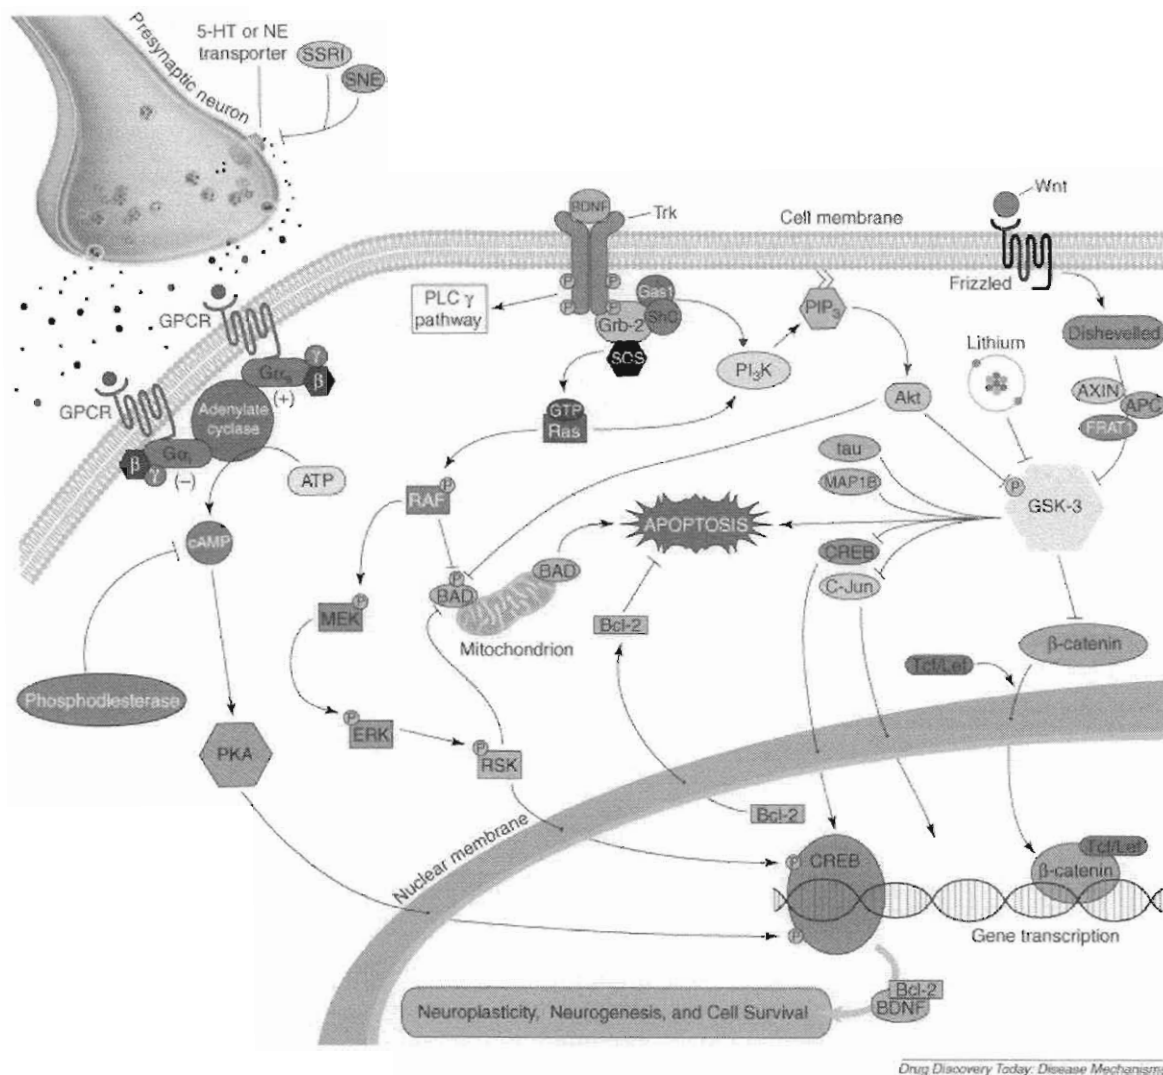 Presynaptic neuron
5-HT or NE
transporter
SSRI
SNE
BDNF
Trk
Cell membrane
Wnt
Frizzled
GPCR
GPCR
γ
β
Gαs
(+)
Adenylate
cyclase
Gαi
(–)
β
γ
ATP
cAMP
Phosphodiesterase
PKA
PLC γ
pathway
P
P
P
P
Gas1
ShC
Grb-2
SOS
GTP
Ras
PI3K
PIP3
Akt
Lithium
Dishevelled
AXIN
APC
FRAT1
P
GSK-3
tau
MAP1B
CREB
C-Jun
RAF
P
APOPTOSIS
P
BAD
BAD
Mitochondrion
MEK
P
Bcl-2
β-catenin
Tcf/Lef
P
ERK
P
RSK
Bcl-2
Nuclear membrane
P
CREB
P
Tcf/Lef
β-catenin
Gene transcription
Bcl-2
BDNF
Neuroplasticity, Neurogenesis, and Cell Survival
Drug Discovery Today: Disease Mechanisms